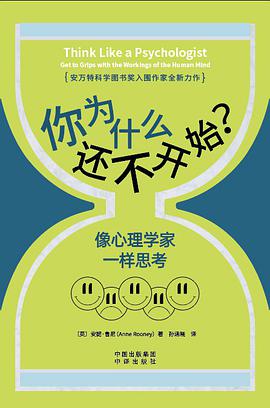 Think Like a Psychologist
Get to Grips with the Workings of the Human Mind
{安万特科学图书奖入围作家全新力作}
你为什么
还不开始？
像心理学家
一样思考
［英］安妮·鲁尼（Anne Rooney） 著 孙涤晓 译
中国出版集团
中译出版社